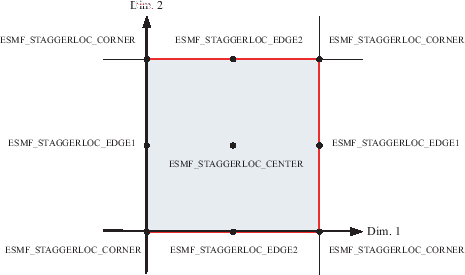 Dim. 2
ESMF_STAGGERLOC_CORNER ESMF_STAGGERLOC_EDGE2 ESMF_STAGGERLOC_CORNER
ESMF_STAGGERLOC_EDGE1 ESMF_STAGGERLOC_EDGE1
ESMF_STAGGERLOC_CENTER
Dim. 1
ESMF_STAGGERLOC_CORNER ESMF_STAGGERLOC_EDGE2 ESMF_STAGGERLOC_CORNER